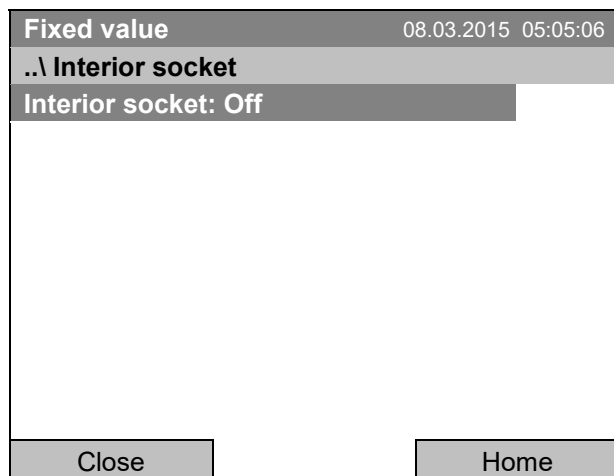 Fixed value 08.03.2015 05:05:06
..\ Interior socket
Interior socket: Off
Close Home